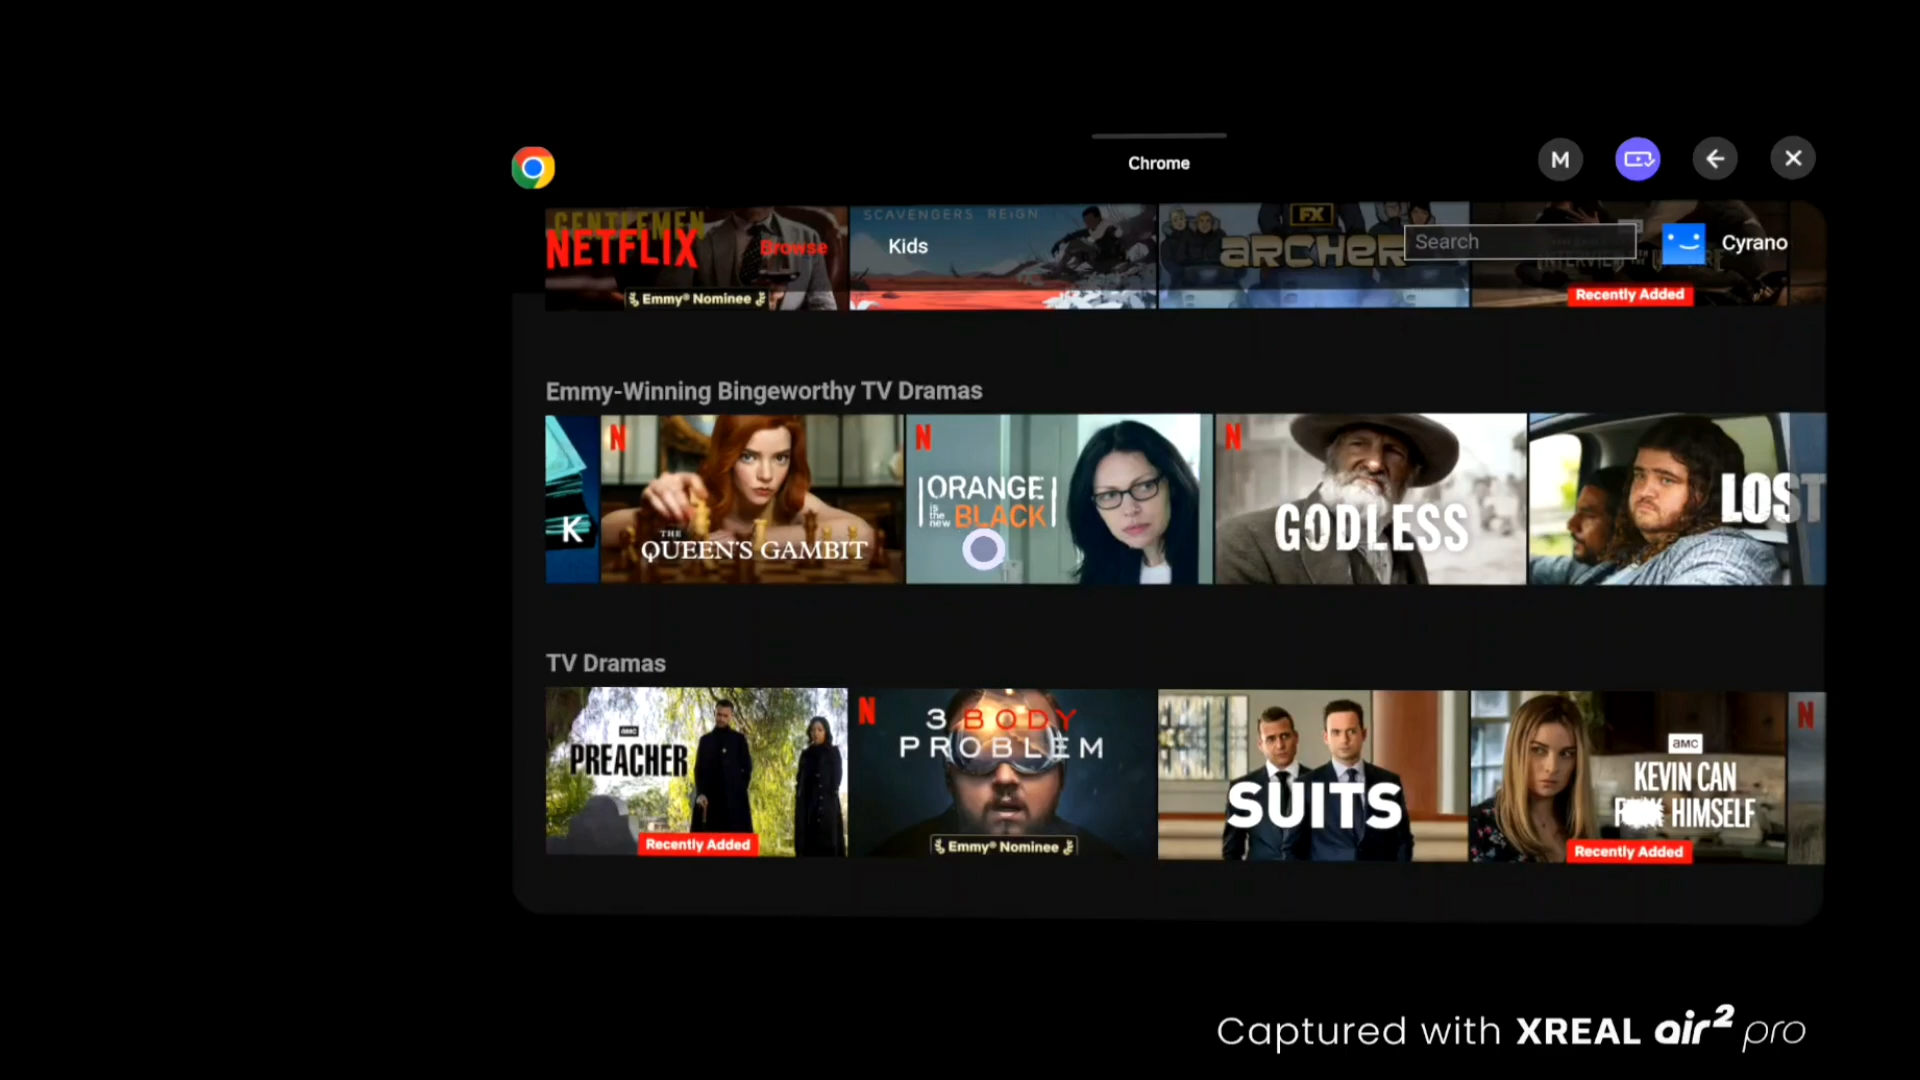 Chrome
M
GENTLEMEN
NETFLIX
Browse
Kids
SCAVENGERS REIGN
FX
ARCHER
Search
Cyrano
Emmy® Nominee
Recently Added
Emmy-Winning Bingeworthy TV Dramas
K
N
THE
QUEEN'S GAMBIT
N
ORANGE
is the new BLACK
N
GODLESS
LOST
TV Dramas
amc
PREACHER
Recently Added
N
3 BODY
PROBLEM
Emmy® Nominee
SUITS
amc
KEVIN CAN
HIMSELF
Recently Added
N
Captured with XREAL air² pro